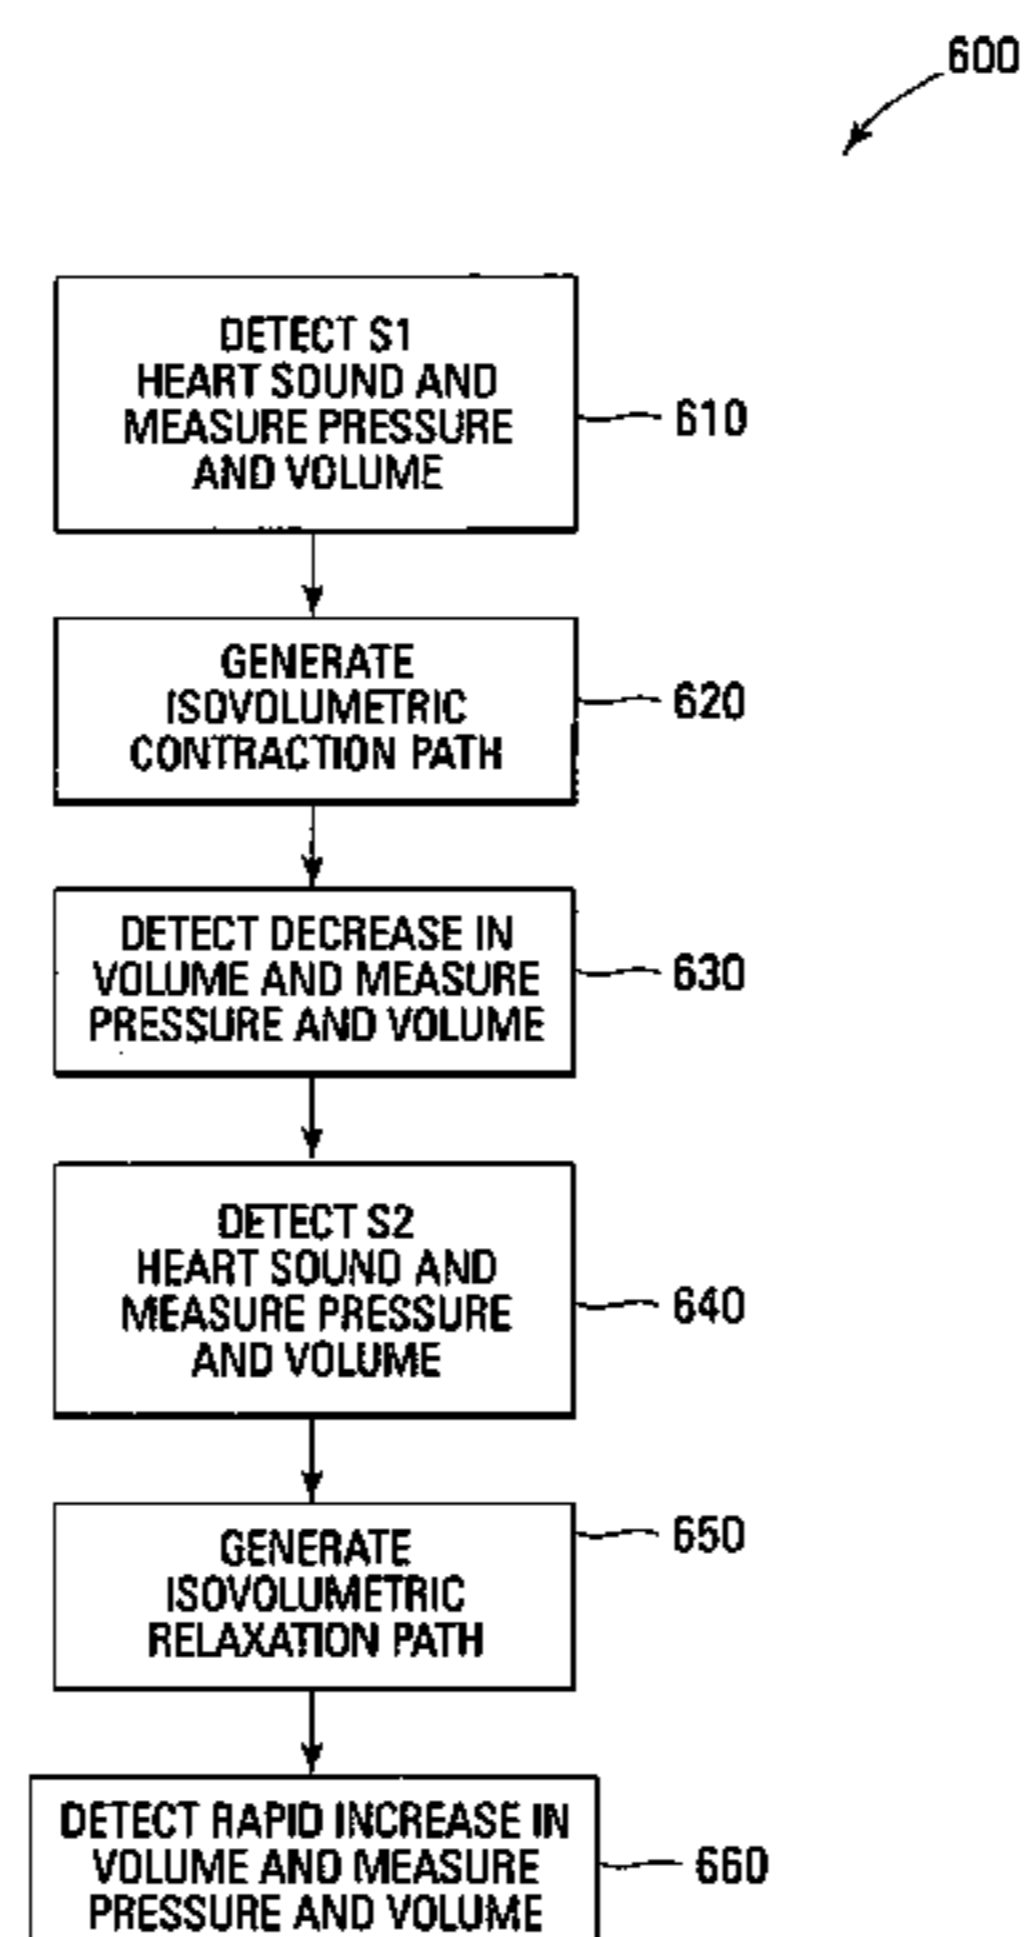 600
DETECT S1
HEART SOUND AND
MEASURE PRESSURE
AND VOLUME
610
GENERATE
ISOVOLUMETRIC
CONTRACTION PATH
620
DETECT DECREASE IN
VOLUME AND MEASURE
PRESSURE AND VOLUME
630
DETECT S2
HEART SOUND AND
MEASURE PRESSURE
AND VOLUME
640
GENERATE
ISOVOLUMETRIC
RELAXATION PATH
650
DETECT RAPID INCREASE IN
VOLUME AND MEASURE
PRESSURE AND VOLUME
660